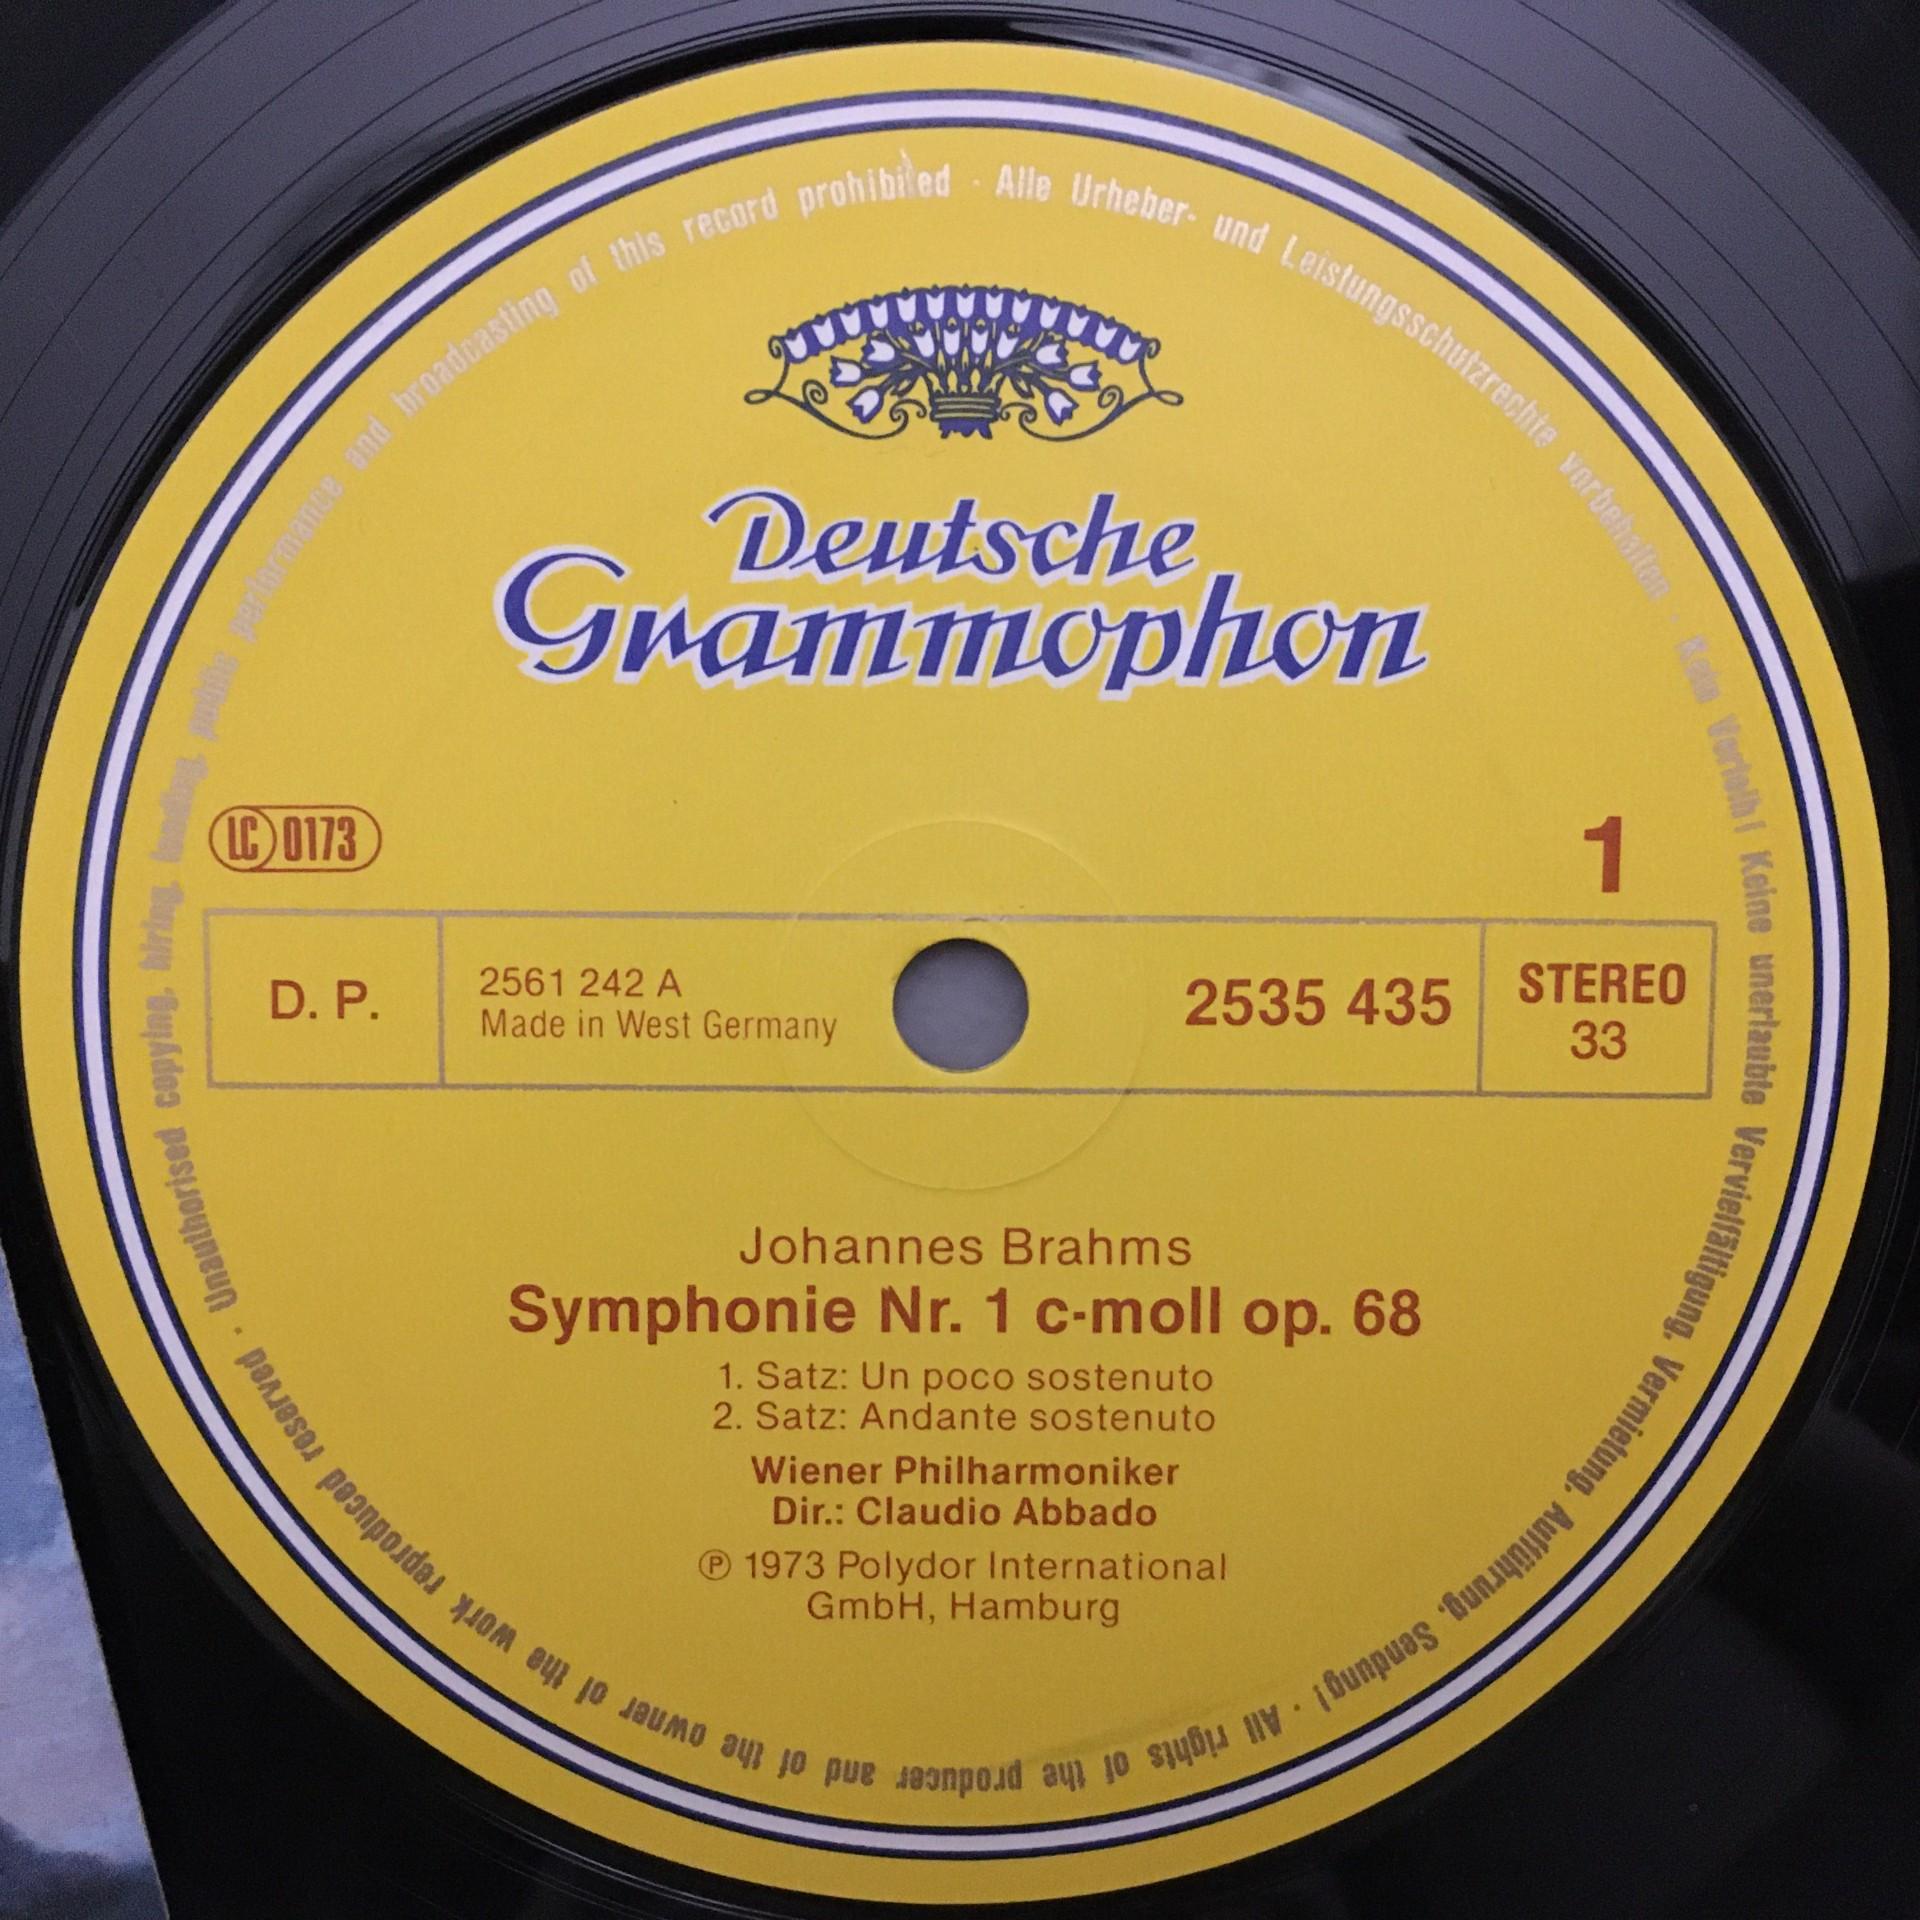 Deutsche
Grammophon
LC 0173
1
D. P.
2561 242 A
Made in West Germany
2535 435
STEREO
33
Johannes Brahms
Symphonie Nr. 1 c-moll op. 68
1. Satz: Un poco sostenuto
2. Satz: Andante sostenuto
Wiener Philharmoniker
Dir.: Claudio Abbado
℗ 1973 Polydor International
GmbH, Hamburg
Alle Urheber- und Leistungsschutzrechte vorbehalten · Kein Verleih! Keine unerlaubte Vervielfältigung, Vermietung, Aufführung, Sendung! · All rights of the producer and of the owner of the work reproduced reserved · Unauthorised copying, hiring, lending, public performance and broadcasting of this record prohibited ·